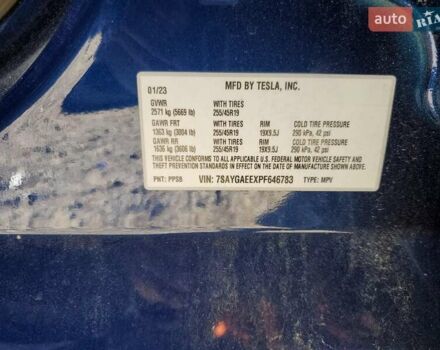 auto RIA
01/23 MFD BY TESLA, INC.
GVWR WITH TIRES
2571 kg (5669 lb) 255/45R19
GAWR FRT WITH TIRES RIM COLD TIRE PRESSURE
1363 kg (3004 lb) 255/45R19 19X9.5J 290 kPa, 42 psi
GAWR RR WITH TIRES RIM COLD TIRE PRESSURE
1636 kg (3606 lb) 255/45R19 19X9.5J 290 kPa, 42 psi
THIS VEHICLE CONFORMS TO ALL APPLICABLE U.S. FEDERAL MOTOR VEHICLE SAFETY AND
THEFT PREVENTION STANDARDS IN EFFECT ON THE DATE OF MANUFACTURE SHOWN ABOVE.
PNT: PPSB VIN: 7SAYGAEEXPF646783 TYPE: MPV